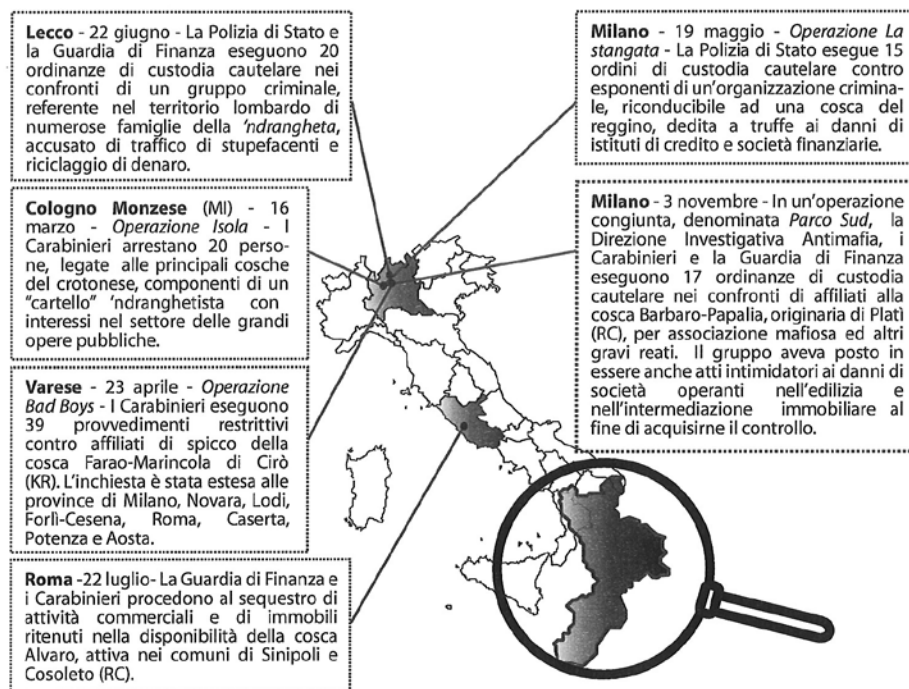 Lecco - 22 giugno - La Polizia di Stato e
la Guardia di Finanza eseguono 20
ordinanze di custodia cautelare nei
confronti di un gruppo criminale,
referente nel territorio lombardo di
numerose famiglie della 'ndrangheta,
accusato di traffico di stupefacenti e
riciclaggio di denaro.
Cologno Monzese (MI) - 16
marzo - Operazione Isola - I
Carabinieri arrestano 20 perso-
ne, legate alle principali cosche
del crotonese, componenti di un
"cartello" 'ndranghetista con
interessi nel settore delle grandi
opere pubbliche.
Varese - 23 aprile - Operazione
Bad Boys - I Carabinieri eseguono
39 provvedimenti restrittivi
contro affiliati di spicco della
cosca Farao-Marincola di Cirò
(KR). L'inchiesta è stata estesa alle
province di Milano, Novara, Lodi,
Forlì-Cesena, Roma, Caserta,
Potenza e Aosta.
Roma -22 luglio- La Guardia di Finanza e
i Carabinieri procedono al sequestro di
attività commerciali e di immobili
ritenuti nella disponibilità della cosca
Alvaro, attiva nei comuni di Sinipoli e
Cosoleto (RC).
Milano - 19 maggio - Operazione La
stangata - La Polizia di Stato esegue 15
ordini di custodia cautelare contro
esponenti di un'organizzazione crimina-
le, riconducibile ad una cosca del
reggino, dedita a truffe ai danni di
istituti di credito e società finanziarie.
Milano - 3 novembre - In un'operazione
congiunta, denominata Parco Sud, la
Direzione Investigativa Antimafia, i
Carabinieri e la Guardia di Finanza
eseguono 17 ordinanze di custodia
cautelare nei confronti di affiliati alla
cosca Barbaro-Papalia, originaria di Platì
(RC), per associazione mafiosa ed altri
gravi reati. Il gruppo aveva posto in
essere anche atti intimidatori ai danni di
società operanti nell'edilizia e
nell'intermediazione immobiliare al
fine di acquisirne il controllo.